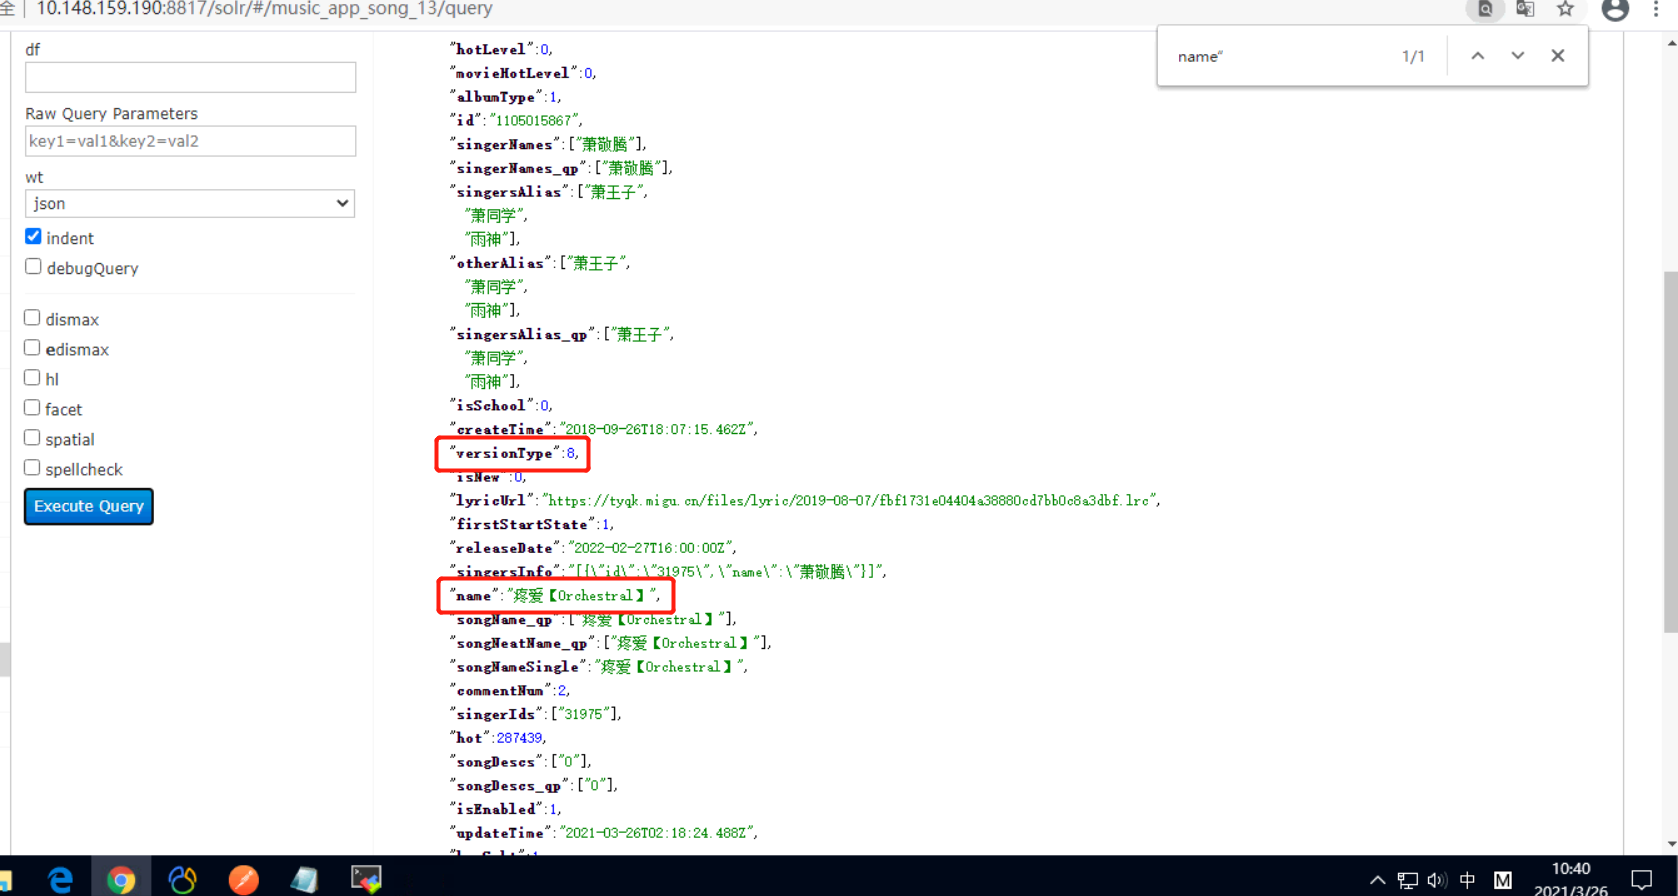 全 10.148.159.190:8817/solr/#/music_app_song_13/query
name“ 1/1
df
Raw Query Parameters
key1=val1&key2=val2
wt
json
indent
debugQuery
dismax
edismax
hl
facet
spatial
spellcheck
Execute Query
"hotLevel":0,
"movieHotLevel":0,
"albumType":1,
"id":"1105015867",
"singerNames":["萧敬腾"],
"singerNames_qp":["萧敬腾"],
"singersAlias":["萧王子",
"萧同学",
"雨神"],
"otherAlias":["萧王子",
"萧同学",
"雨神"],
"singersAlias_qp":["萧王子",
"萧同学",
"雨神"],
"isSchool":0,
"createTime":"2018-09-26T18:07:15.462Z",
"versionType":8,
"isNew":0,
"lyricUrl":"https://tyqk.migu.cn/files/lyric/2019-08-07/fbf1731e04404a38880cd7bb0c8a3dbf.lrc",
"firstStartState":1,
"releaseDate":"2022-02-27T16:00:00Z",
"singersInfo":"[{\"id\":\"31975\",\"name\":\"萧敬腾\"}]",
"name":"疼爱【Orchestral】",
"songName_qp":["疼爱【Orchestral】"],
"songNeatName_qp":["疼爱【Orchestral】"],
"songNameSingle":"疼爱【Orchestral】",
"commentNum":2,
"singerIds":["31975"],
"hot":287439,
"songDescs":["0"],
"songDescs_qp":["0"],
"isEnabled":1,
"updateTime":"2021-03-26T02:18:24.488Z",
中 M 10:40
2021/3/26